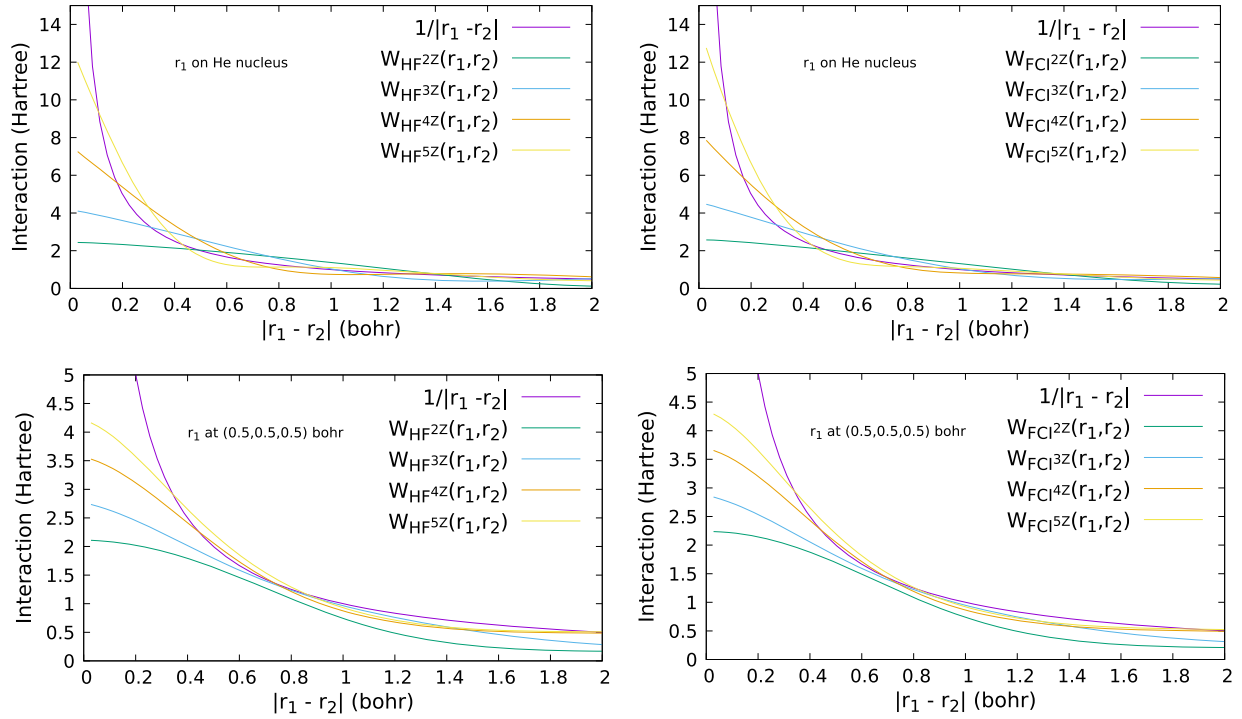 14
12
10
8
6
4
2
0
Interaction (Hartree)
0 0.2 0.4 0.6 0.8 1 1.2 1.4 1.6 1.8 2
|r1 - r2| (bohr)
r1 on He nucleus
1/|r1 -r2|
WHF2Z(r1,r2)
WHF3Z(r1,r2)
WHF4Z(r1,r2)
WHF5Z(r1,r2)
14
12
10
8
6
4
2
0
Interaction (Hartree)
0 0.2 0.4 0.6 0.8 1 1.2 1.4 1.6 1.8 2
|r1 - r2| (bohr)
r1 on He nucleus
1/|r1 - r2|
WFCI2Z(r1,r2)
WFCI3Z(r1,r2)
WFCI4Z(r1,r2)
WFCI5Z(r1,r2)
5
4.5
4
3.5
3
2.5
2
1.5
1
0.5
0
Interaction (Hartree)
0 0.2 0.4 0.6 0.8 1 1.2 1.4 1.6 1.8 2
|r1 - r2| (bohr)
r1 at (0.5,0.5,0.5) bohr
1/|r1 -r2|
WHF2Z(r1,r2)
WHF3Z(r1,r2)
WHF4Z(r1,r2)
WHF5Z(r1,r2)
5
4.5
4
3.5
3
2.5
2
1.5
1
0.5
0
Interaction (Hartree)
0 0.2 0.4 0.6 0.8 1 1.2 1.4 1.6 1.8 2
|r1 - r2| (bohr)
r1 at (0.5,0.5,0.5) bohr
1/|r1 - r2|
WFCI2Z(r1,r2)
WFCI3Z(r1,r2)
WFCI4Z(r1,r2)
WFCI5Z(r1,r2)